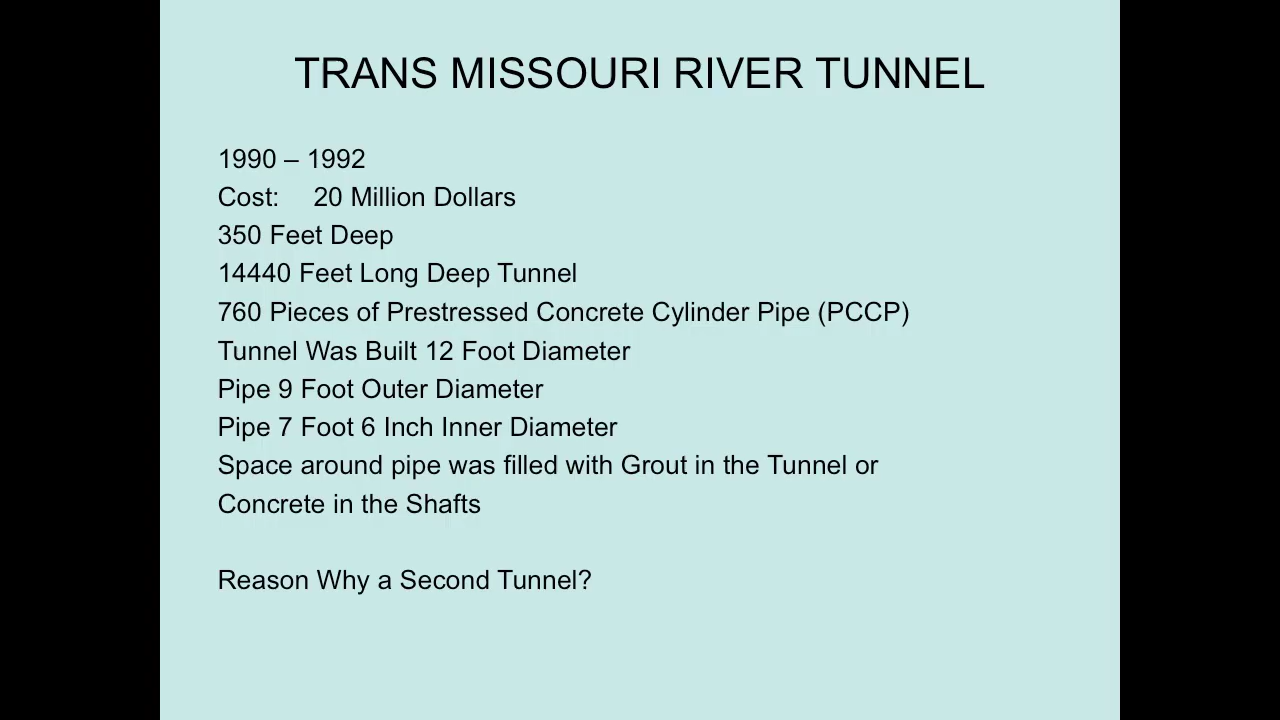 TRANS MISSOURI RIVER TUNNEL
1990 – 1992
Cost: 20 Million Dollars
350 Feet Deep
14440 Feet Long Deep Tunnel
760 Pieces of Prestressed Concrete Cylinder Pipe (PCCP)
Tunnel Was Built 12 Foot Diameter
Pipe 9 Foot Outer Diameter
Pipe 7 Foot 6 Inch Inner Diameter
Space around pipe was filled with Grout in the Tunnel or
Concrete in the Shafts
Reason Why a Second Tunnel?